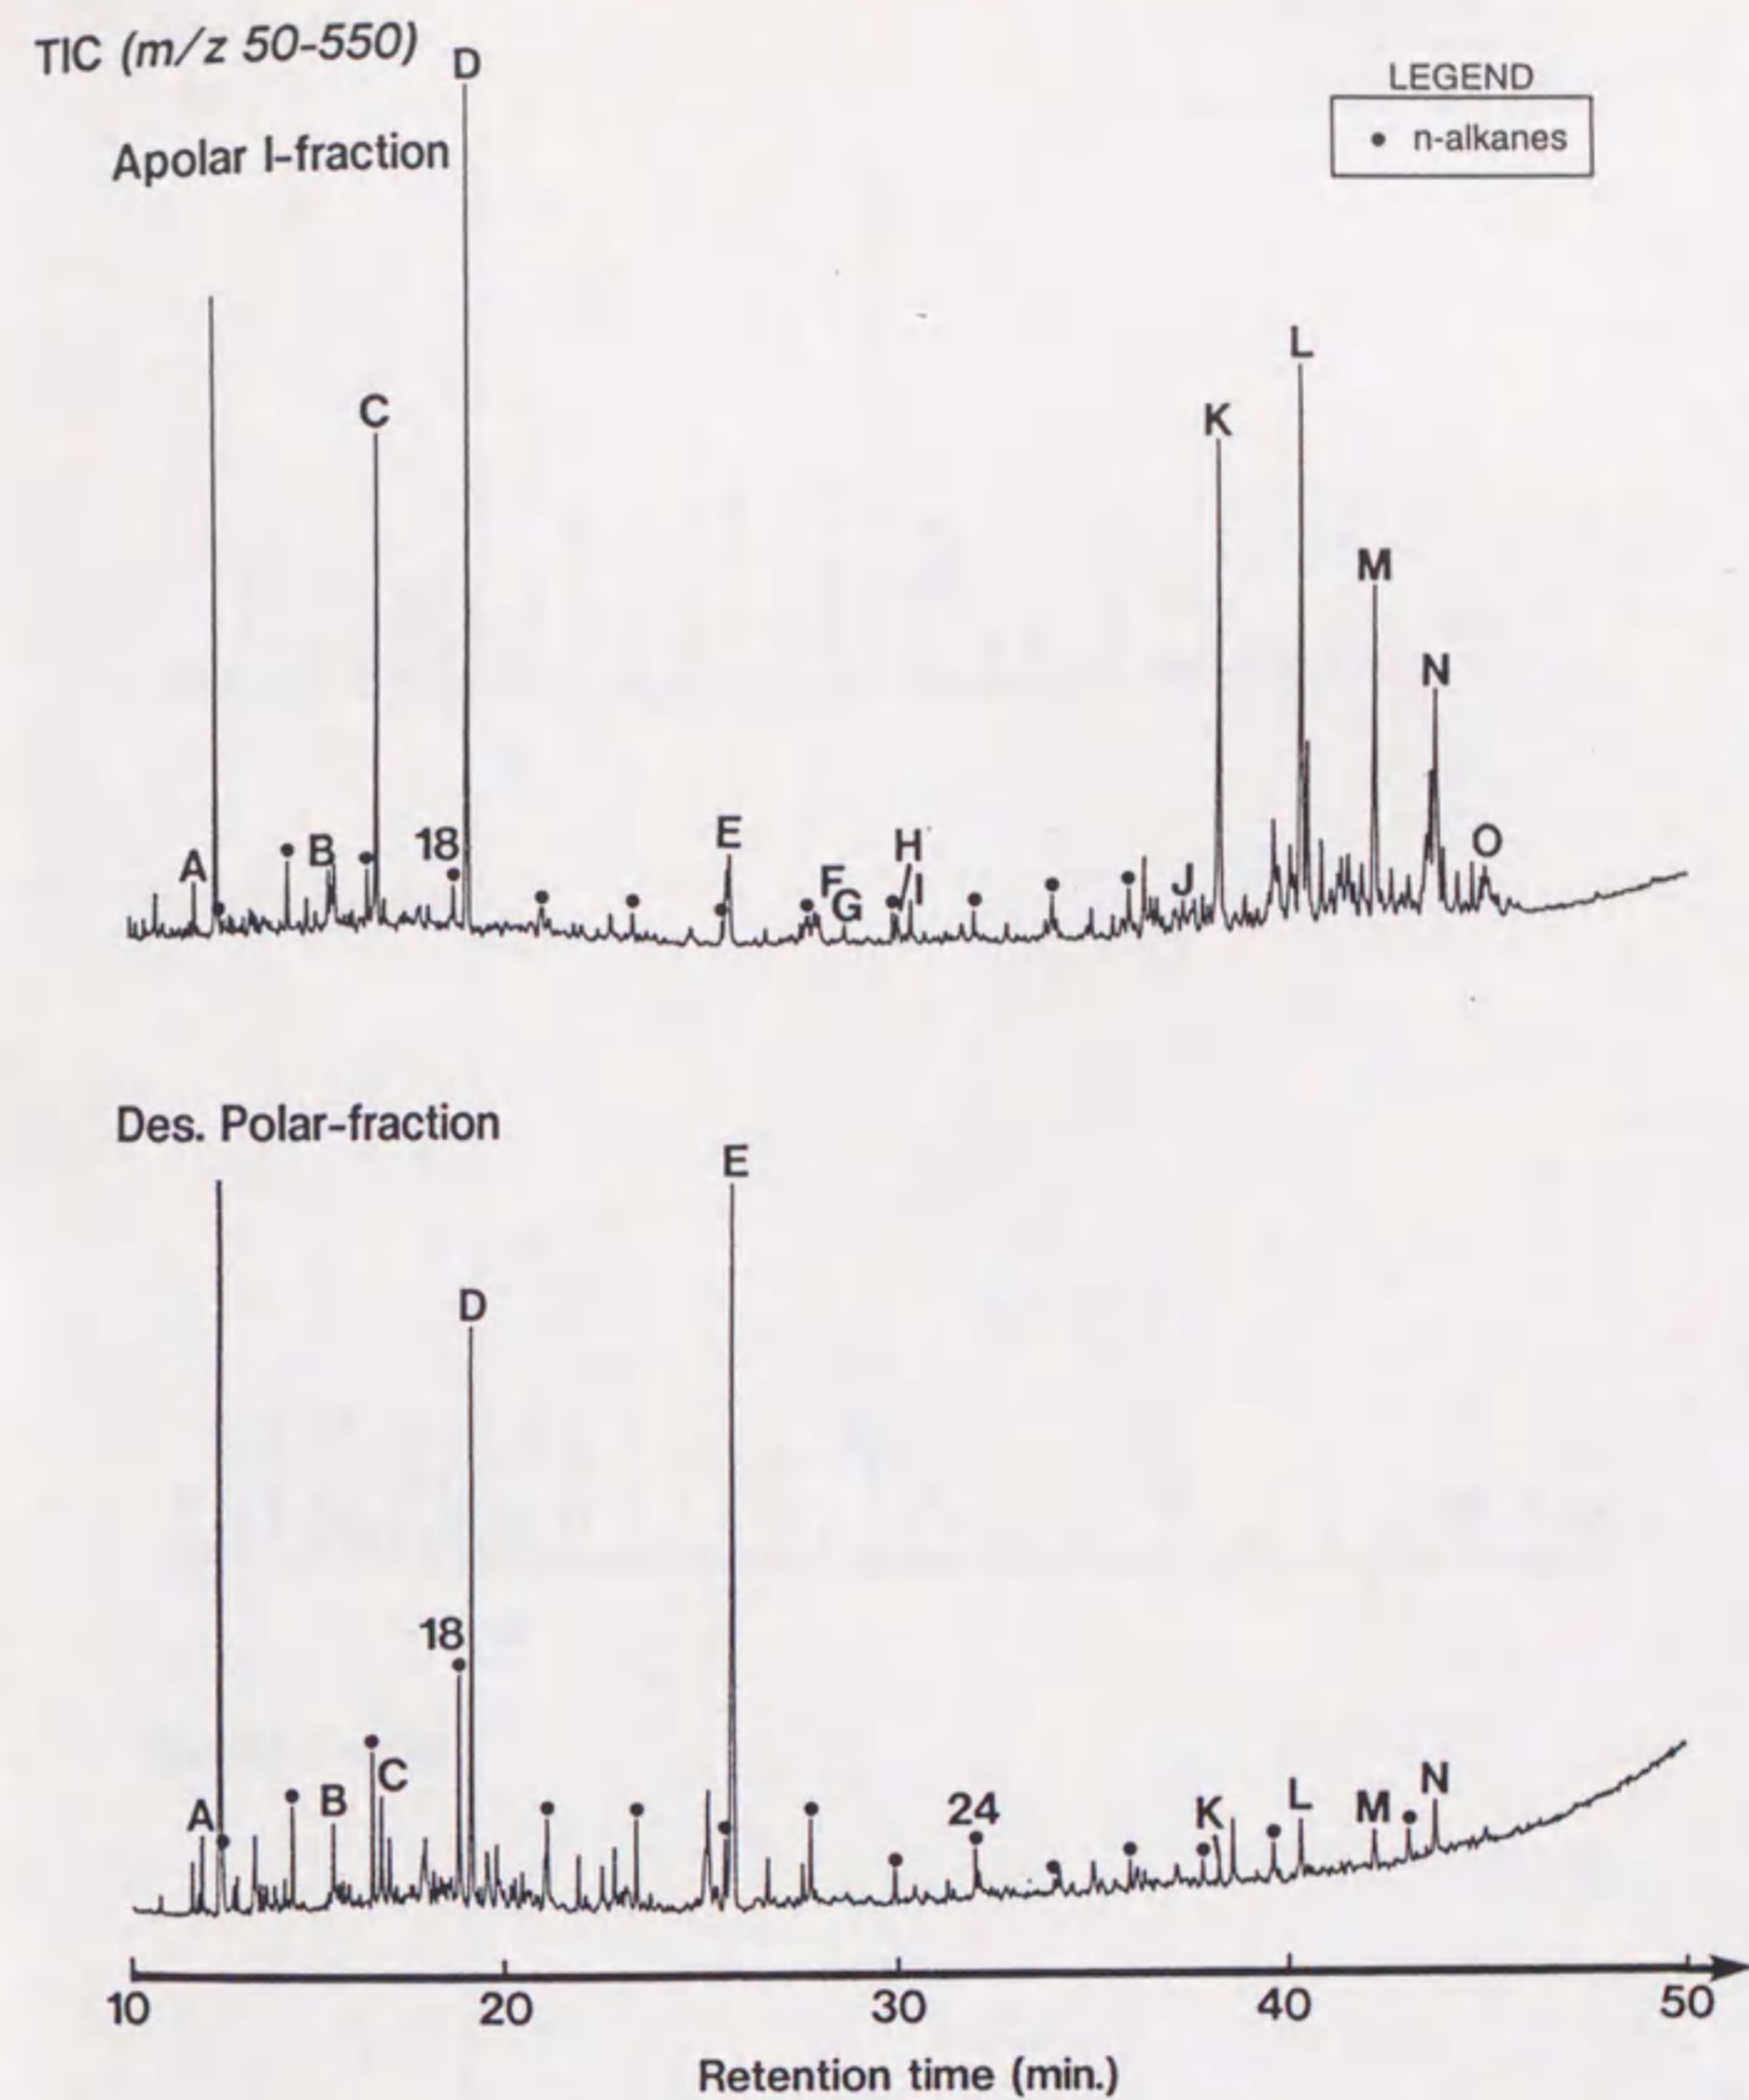 TIC (m/z 50-550)
D
LEGEND
• n-alkanes
Apolar I-fraction
L
C
K
M
N
A
B
18
E
F
G
H
I
J
O
Des. Polar-fraction
E
D
18
A
B
C
24
K
L
M
N
10 20 30 40 50
Retention time (min.)